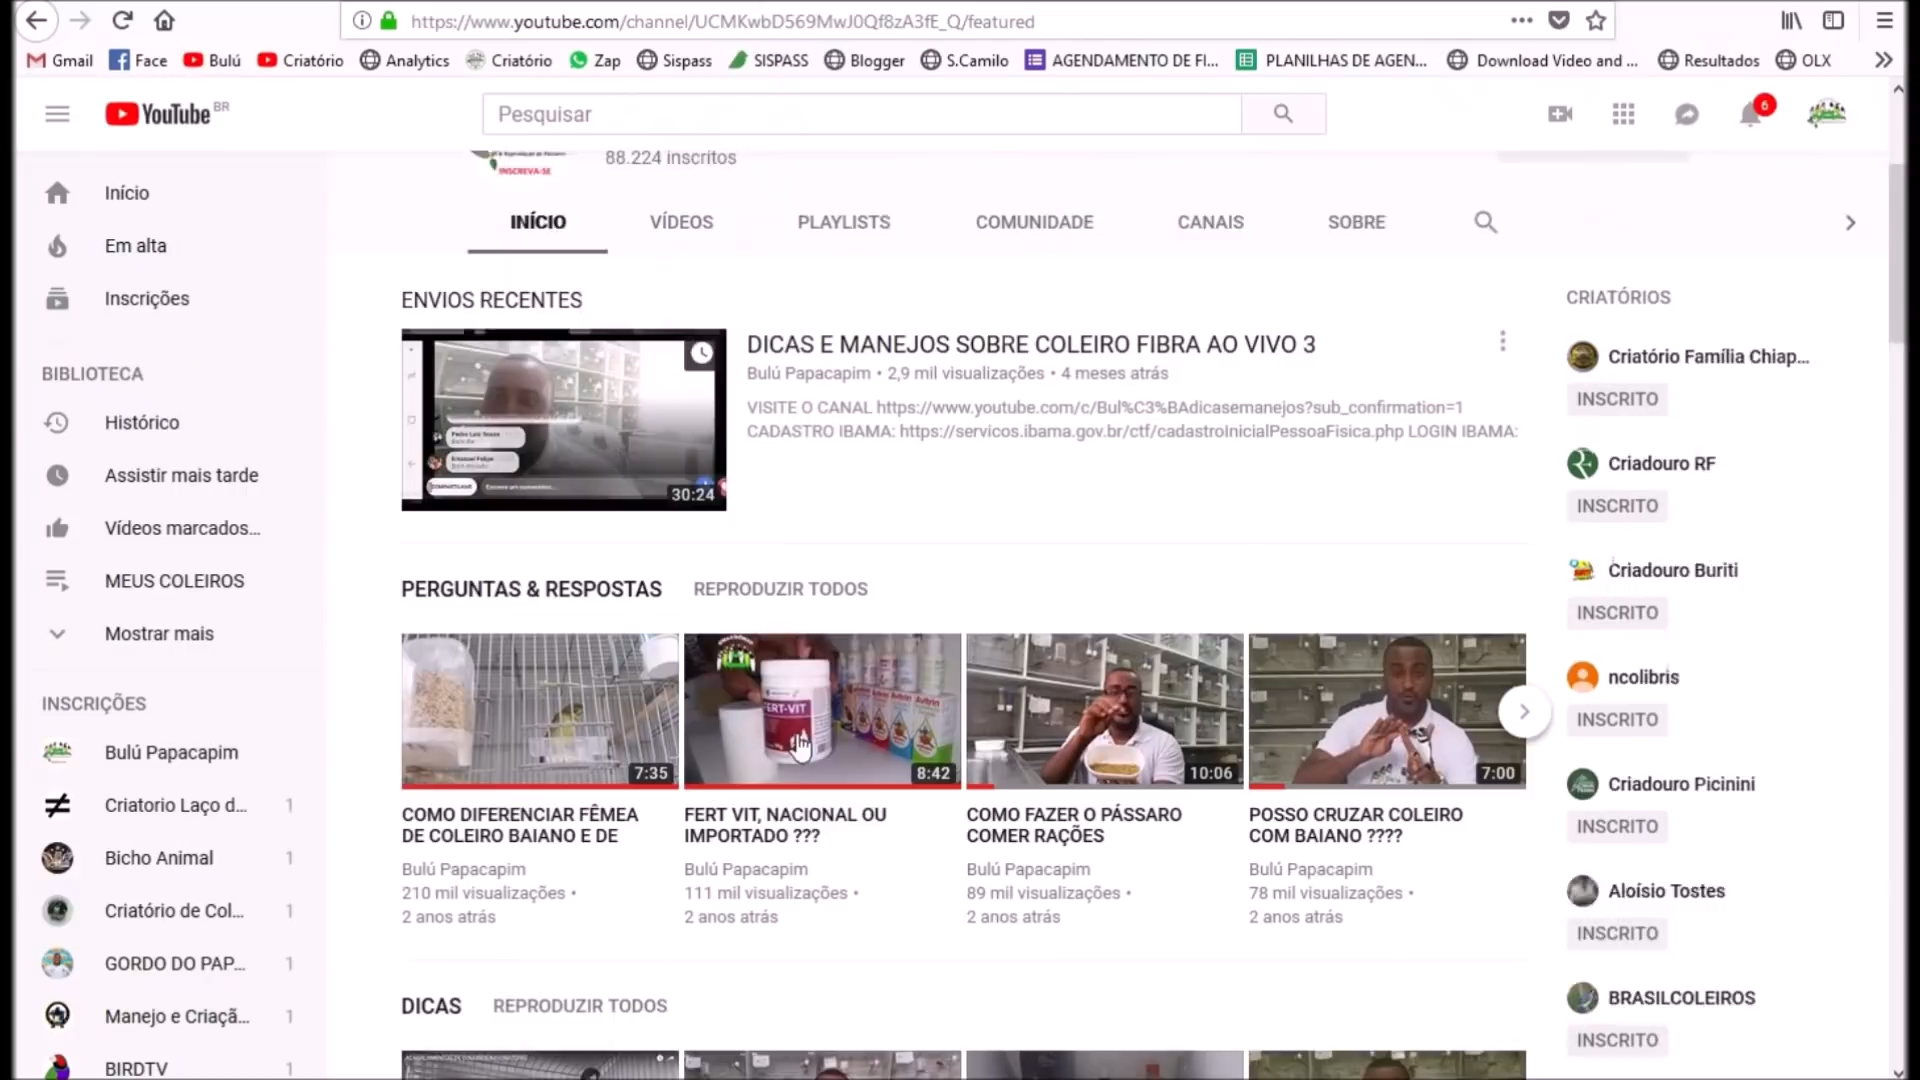 https://www.youtube.com/channel/UCMKwbD569MwJ0Qf8zA3fE_Q/featured
Gmail Face Bulú Criatório Analytics Criatório Zap Sispass SISPASS Blogger S.Camilo AGENDAMENTO DE FI... PLANILHAS DE AGEN... Download Video and ... Resultados OLX
YouTube BR
Pesquisar
6
INSCREVA-SE
88.224 inscritos
INÍCIO VÍDEOS PLAYLISTS COMUNIDADE CANAIS SOBRE
Início
Em alta
Inscrições
BIBLIOTECA
Histórico
Assistir mais tarde
Vídeos marcados...
MEUS COLEIROS
Mostrar mais
INSCRIÇÕES
Bulú Papacapim
Criatorio Laço d... 1
Bicho Animal 1
Criatório de Col... 1
GORDO DO PAP... 1
Manejo e Criaçã... 1
BIRDTV 1
ENVIOS RECENTES
30:24
DICAS E MANEJOS SOBRE COLEIRO FIBRA AO VIVO 3
Bulú Papacapim • 2,9 mil visualizações • 4 meses atrás
VISITE O CANAL https://www.youtube.com/c/Bul%C3%BAdicasemanejos?sub_confirmation=1
CADASTRO IBAMA: https://servicos.ibama.gov.br/ctf/cadastroInicialPessoaFisica.php LOGIN IBAMA:
PERGUNTAS & RESPOSTAS REPRODUZIR TODOS
FERT-VIT
7:35
8:42
10:06
7:00
COMO DIFERENCIAR FÊMEA
DE COLEIRO BAIANO E DE
Bulú Papacapim
210 mil visualizações •
2 anos atrás
FERT VIT, NACIONAL OU
IMPORTADO ???
Bulú Papacapim
111 mil visualizações •
2 anos atrás
COMO FAZER O PÁSSARO
COMER RAÇÕES
Bulú Papacapim
89 mil visualizações •
2 anos atrás
POSSO CRUZAR COLEIRO
COM BAIANO ????
Bulú Papacapim
78 mil visualizações •
2 anos atrás
DICAS REPRODUZIR TODOS
CRIATÓRIOS
Criatório Família Chiap...
INSCRITO
Criadouro RF
INSCRITO
Criadouro Buriti
INSCRITO
ncolibris
INSCRITO
Criadouro Picinini
INSCRITO
Aloísio Tostes
INSCRITO
BRASILCOLEIROS
INSCRITO